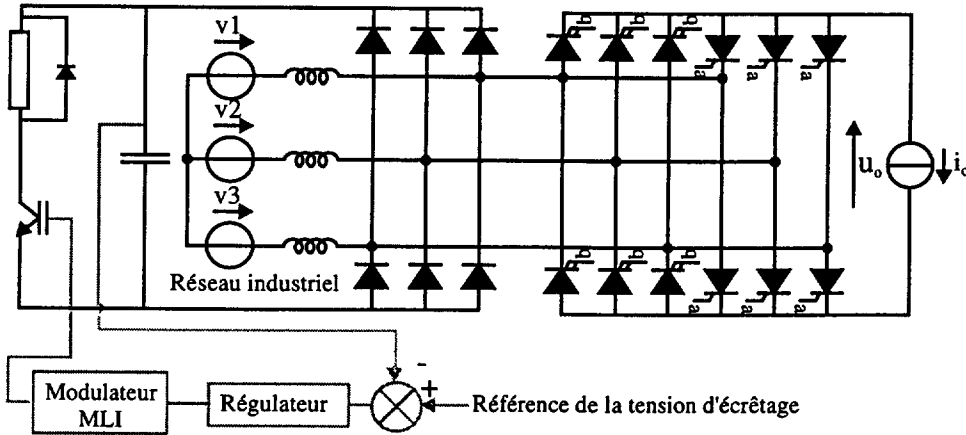 v1
v2
v3
Réseau industriel
b
b
b
a
a
a
b
b
b
a
a
a
uₒ
iₒ
-
+
Modulateur
MLI
Régulateur
Référence de la tension d'écrêtage